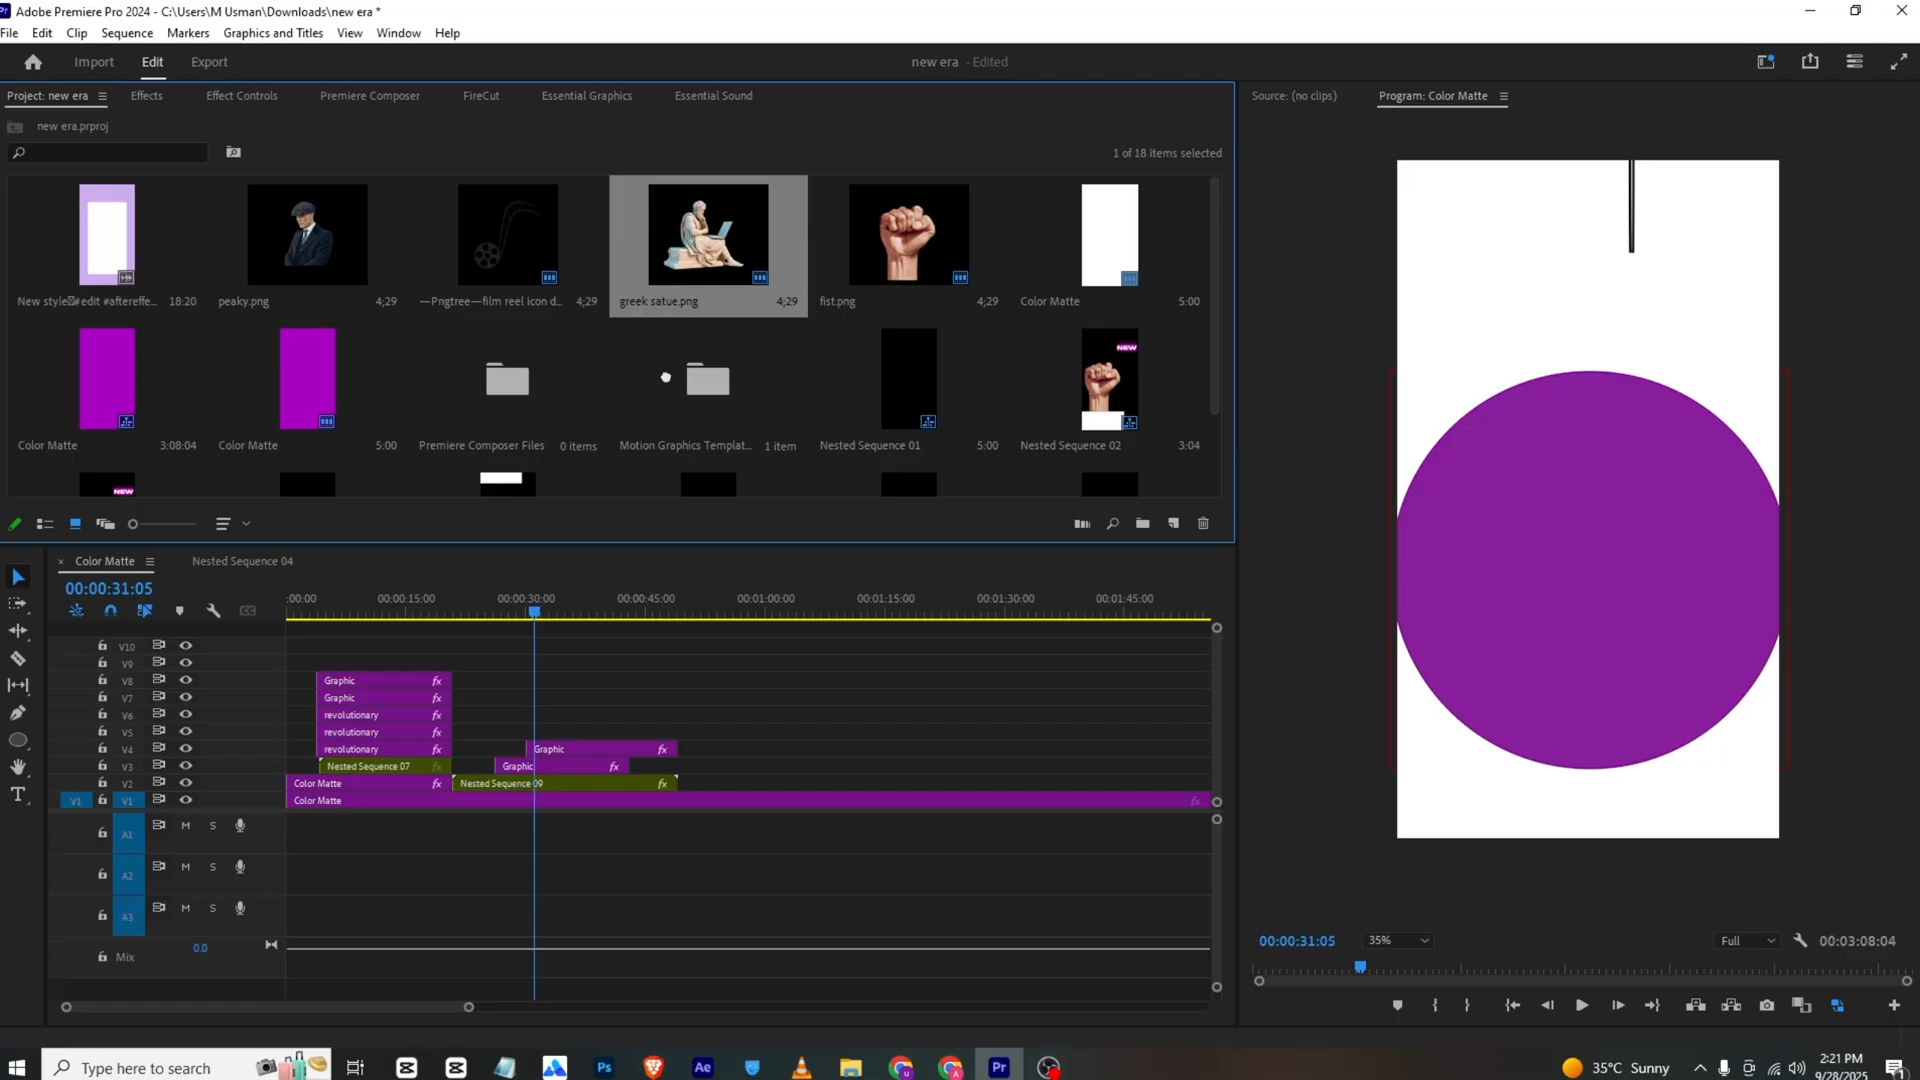 Adobe Premiere Pro 2024 - C:\Users\M Usman\Downloads\new era *
File Edit Clip Sequence Markers Graphics and Titles View Window Help
Import Edit Export
new era - Edited
Project: new era Effects Effect Controls Premiere Composer FireCut Essential Graphics Essential Sound
Source: (no clips) Program: Color Matte
new era.prproj
1 of 18 items selected
New style #edit #aftereffe... 18:20
peaky.png 4;29
—Pngtree—film reel icon d... 4;29
greek satue.png 4;29
fist.png 4;29
Color Matte 5:00
NEW
Color Matte 3:08:04
Color Matte 5:00
Premiere Composer Files 0 items
Motion Graphics Templat... 1 item
Nested Sequence 01 5:00
Nested Sequence 02 3:04
NEW
Color Matte Nested Sequence 04
00:00:31:05
:00:00 00:00:15:00 00:00:30:00 00:00:45:00 00:01:00:00 00:01:15:00 00:01:30:00 00:01:45:00
V10
V9
V8 Graphic fx
V7 Graphic fx
V6 revolutionary fx
V5 revolutionary fx
V4 revolutionary fx Graphic fx
V3 Nested Sequence 07 fx Graphic fx
V2 Color Matte fx Nested Sequence 09 fx
V1 V1 Color Matte fx
A1 M S
A2 M S
A3 M S
Mix 0.0
00:00:31:05 35% Full 00:03:08:04
Type here to search
Ps Ae Pr
35°C Sunny
2:21 PM
9/28/2025